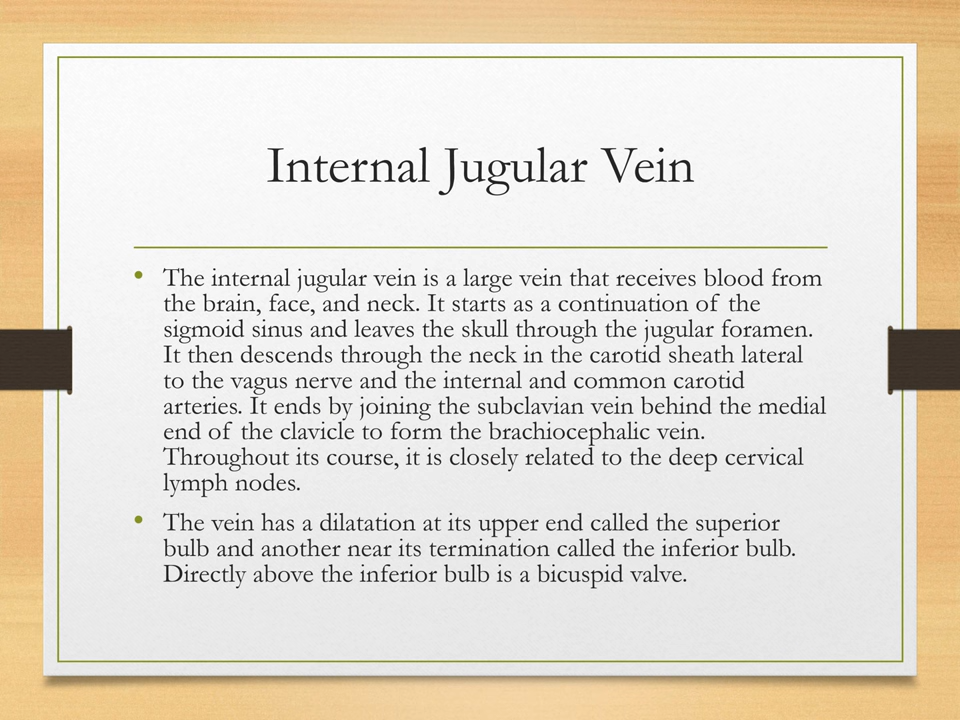 Internal Jugular Vein
• The internal jugular vein is a large vein that receives blood from
the brain, face, and neck. It starts as a continuation of the
sigmoid sinus and leaves the skull through the jugular foramen.
It then descends through the neck in the carotid sheath lateral
to the vagus nerve and the internal and common carotid
arteries. It ends by joining the subclavian vein behind the medial
end of the clavicle to form the brachiocephalic vein.
Throughout its course, it is closely related to the deep cervical
lymph nodes.
• The vein has a dilatation at its upper end called the superior
bulb and another near its termination called the inferior bulb.
Directly above the inferior bulb is a bicuspid valve.